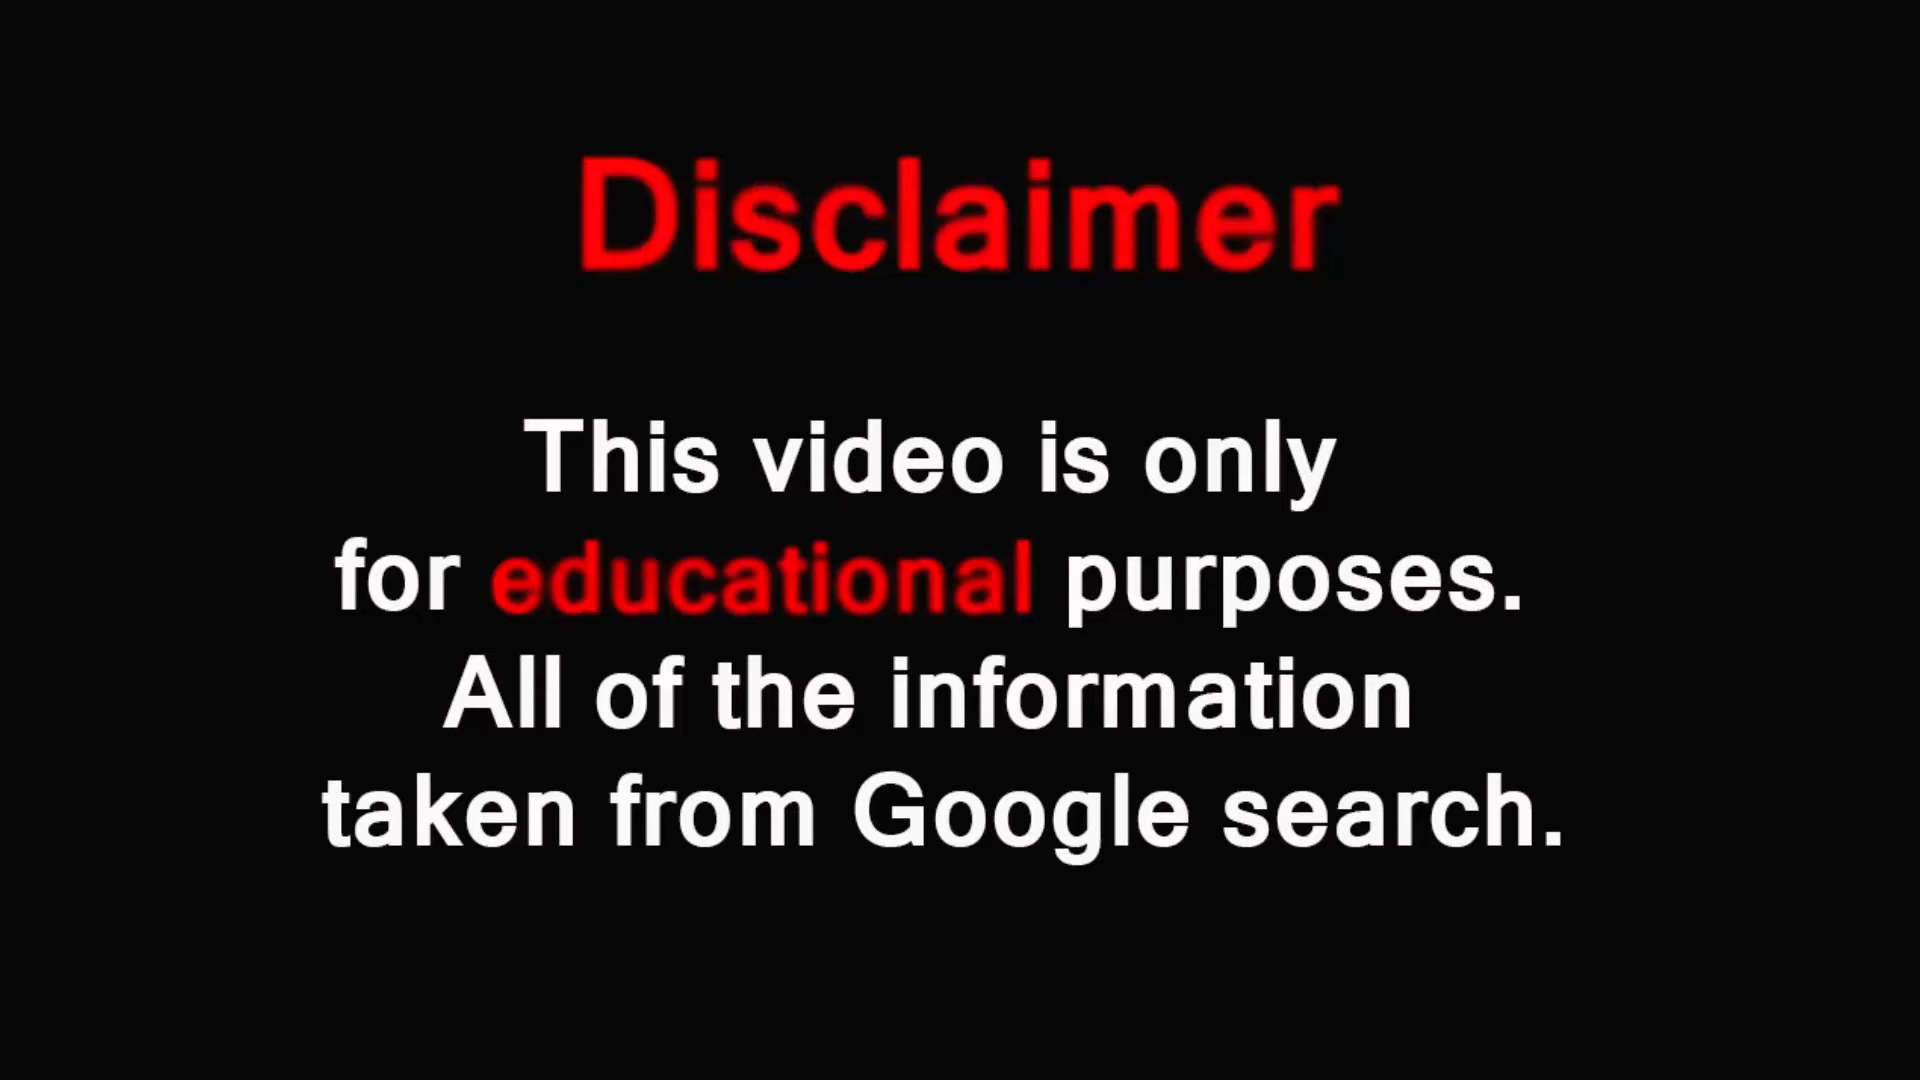 Disclaimer
This video is only
for educational purposes.
All of the information
taken from Google search.